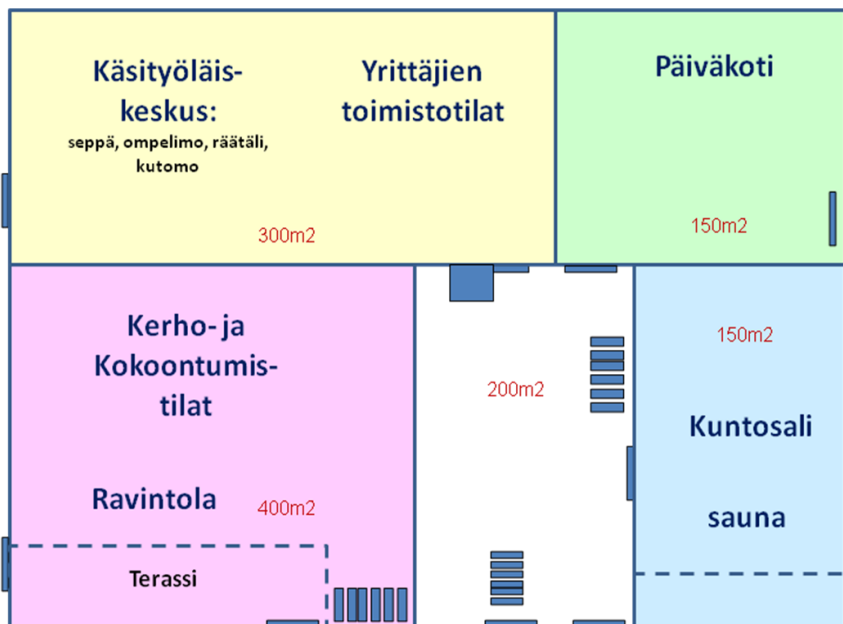 Käsityöläis-
keskus:
seppä, ompelimo, räätäli,
kutomo
Yrittäjien
toimistotilat
300m2
Päiväkoti
150m2
Kerho- ja
Kokoontumis-
tilat
Ravintola
400m2
Terassi
200m2
150m2
Kuntosali
sauna